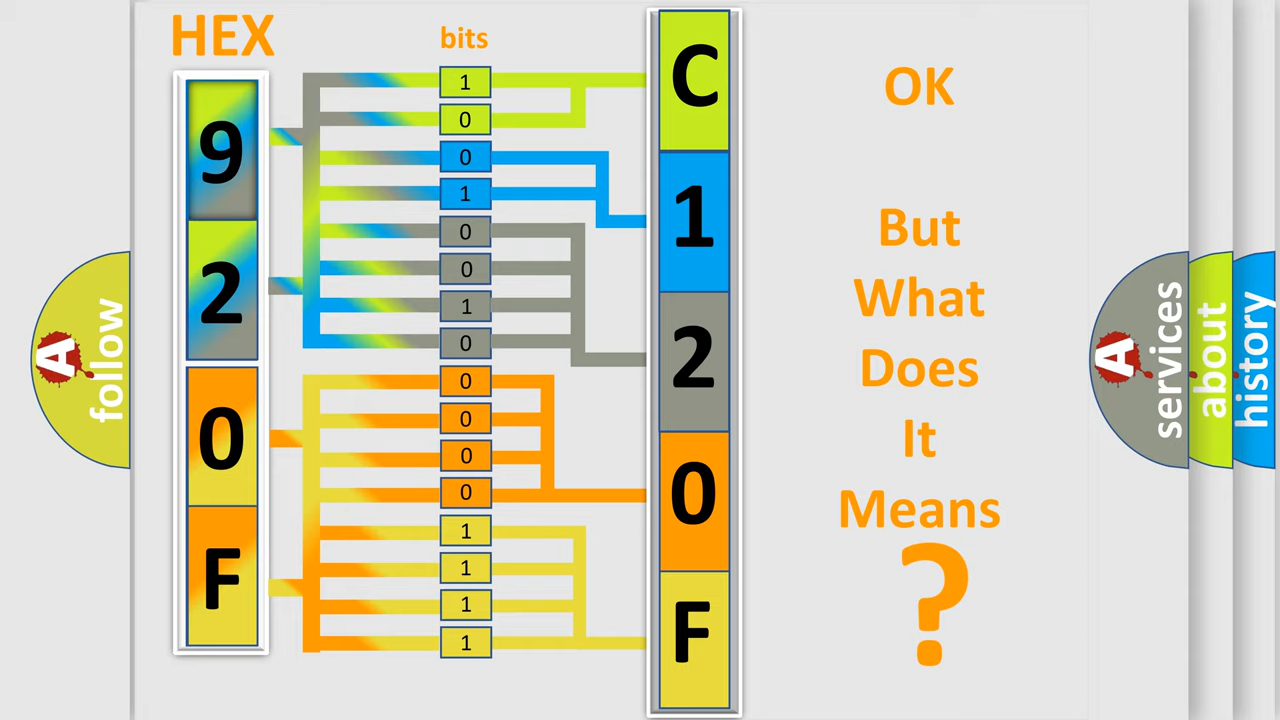 HEX
bits
9
2
0
F
1
0
0
1
0
0
1
0
0
0
0
0
1
1
1
1
C
1
2
0
F
OK
But
What
Does
It
Means
?
A
follow
A
services
about
history